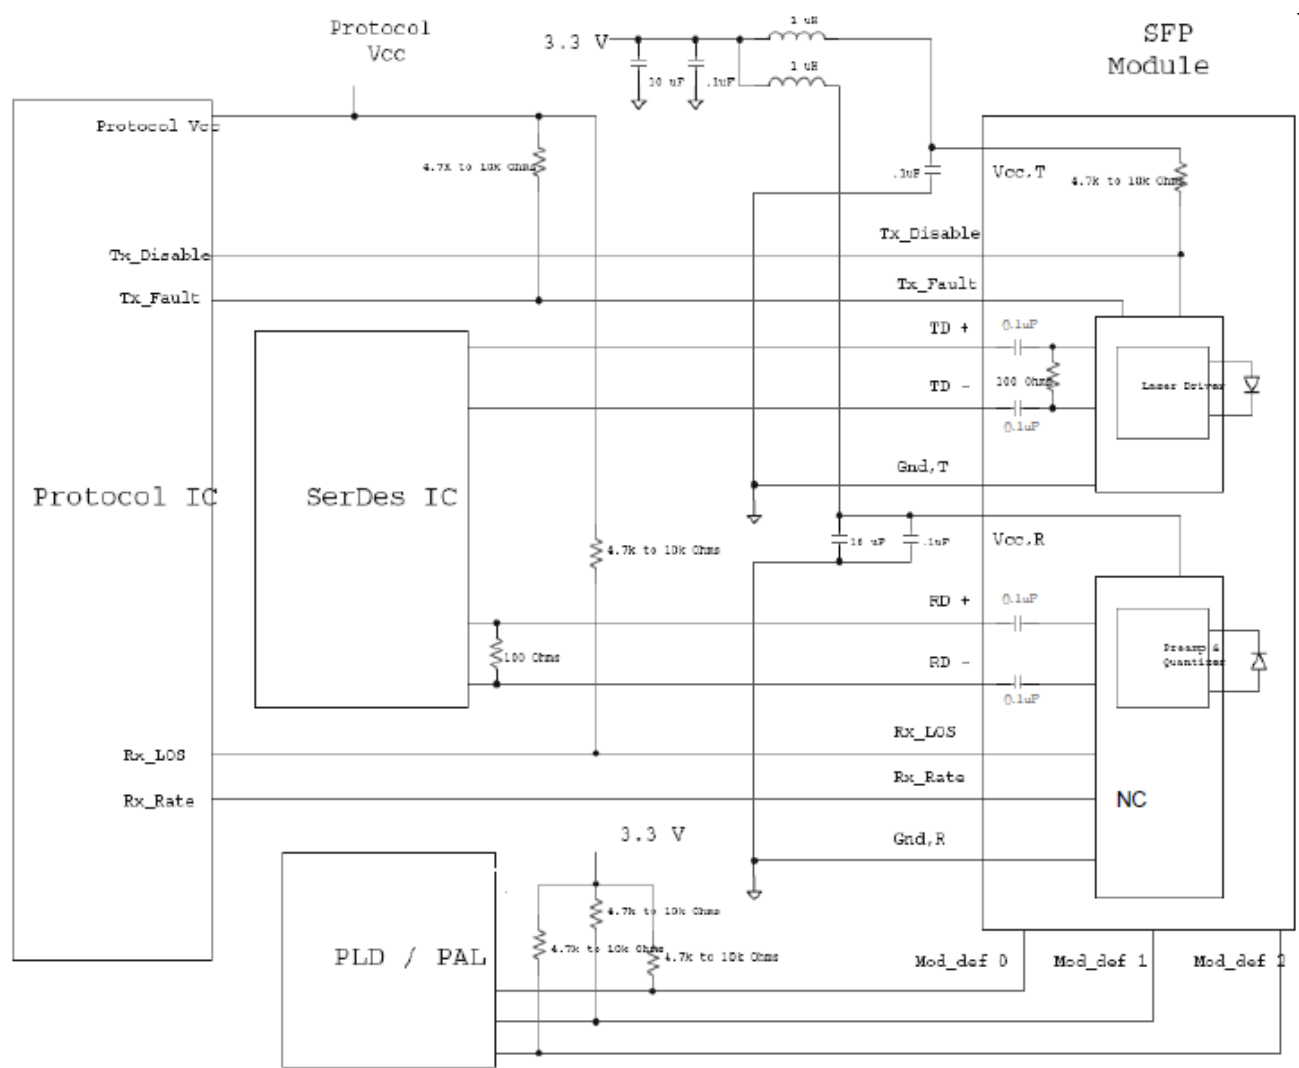 Protocol
Vcc
1 uH
3.3 V
SFP
Module
1 uH
10 uF
.1uF
Protocol Vcc
4.7K to 10K Ohms
.1uF
Vcc,T
4.7k to 10K Ohms
Tx_Disable
Tx_Disable
Tx_Fault
Tx_Fault
TD +
0.1uF
TD -
100 Ohms
Laser Driver
0.1uF
Gnd,T
Protocol IC
SerDes IC
10 uF
.1uF
Vcc,R
4.7k to 10k Ohms
RD +
0.1uF
100 Ohms
RD -
Preamp &
Quantizer
0.1uF
Rx_LOS
Rx_LOS
Rx_Rate
Rx_Rate
NC
3.3 V
Gnd,R
4.7k to 10k Ohms
4.7k to 10k Ohms
4.7k to 10k Ohms
PLD / PAL
Mod_def 0
Mod_def 1
Mod_def 2